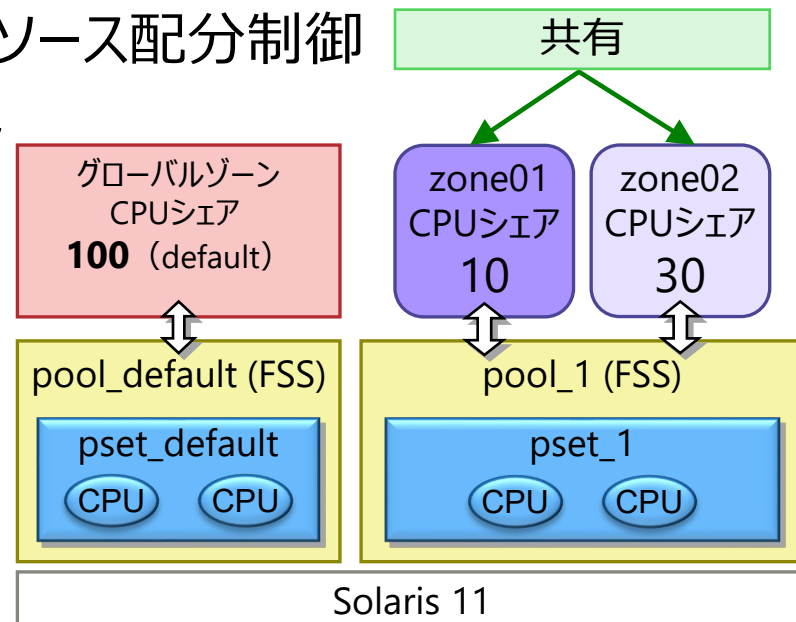 ソース配分制御
共有
グローバルゾーン
CPUシェア
100（default）
zone01
CPUシェア
10
zone02
CPUシェア
30
pool_default (FSS)
pset_default
CPU
CPU
pool_1 (FSS)
pset_1
CPU
CPU
Solaris 11